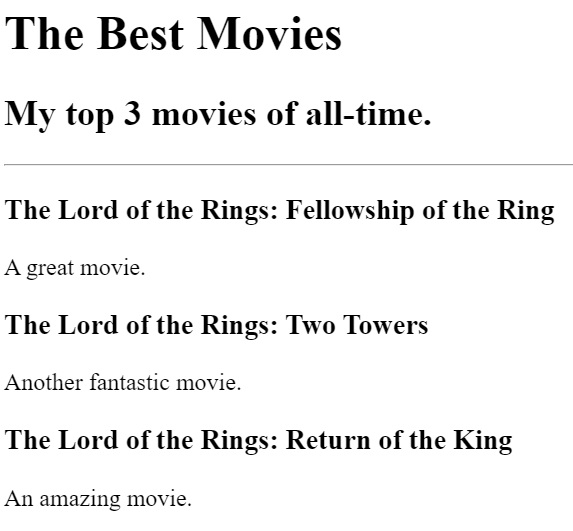 The Best Movies
My top 3 movies of all-time.
The Lord of the Rings: Fellowship of the Ring
A great movie.
The Lord of the Rings: Two Towers
Another fantastic movie.
The Lord of the Rings: Return of the King
An amazing movie.